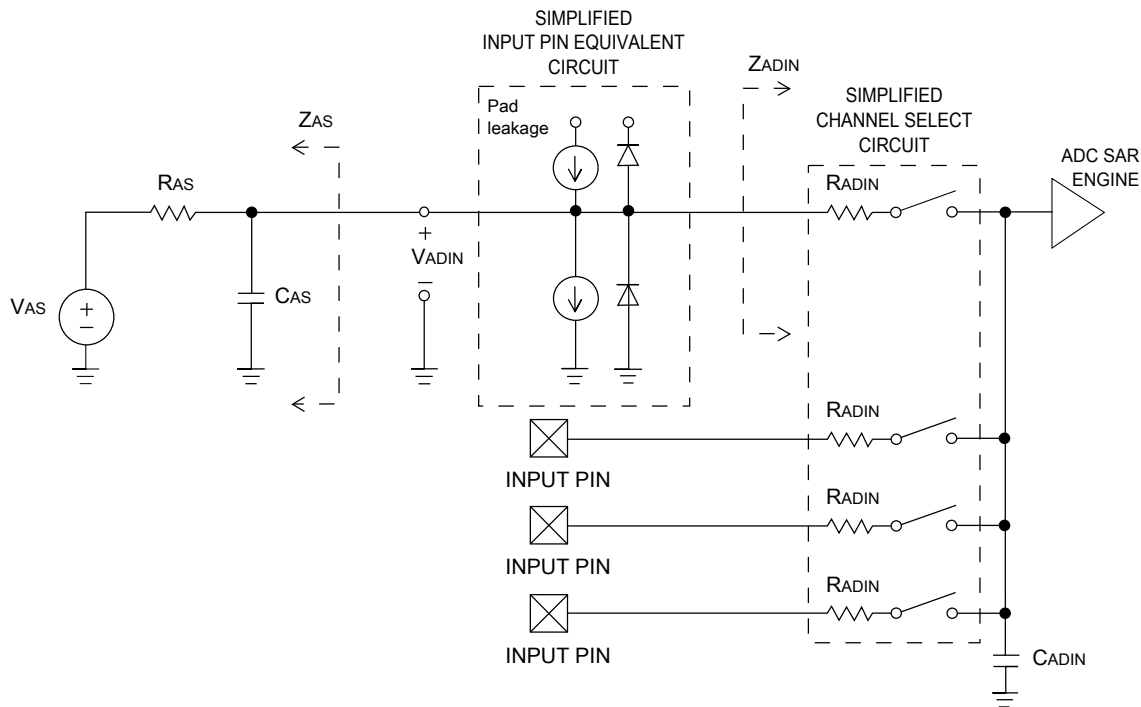 SIMPLIFIED
INPUT PIN EQUIVALENT
CIRCUIT
ZADIN
Pad
leakage
SIMPLIFIED
CHANNEL SELECT
CIRCUIT
ZAS
ADC SAR
ENGINE
RAS
RADIN
+
VADIN
–
VAS
+
–
CAS
RADIN
INPUT PIN
RADIN
INPUT PIN
RADIN
INPUT PIN
CADIN